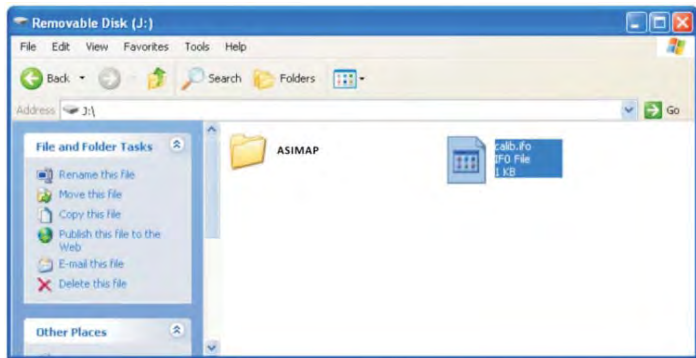 Removable Disk (J:)
File Edit View Favorites Tools Help
Back Search Folders
Address J:\ Go
File and Folder Tasks
Rename this file
Move this file
Copy this file
Publish this file to the
Web
E-mail this file
Delete this file
Other Places
ASIMAP
calib.ifo
IFO File
1 KB